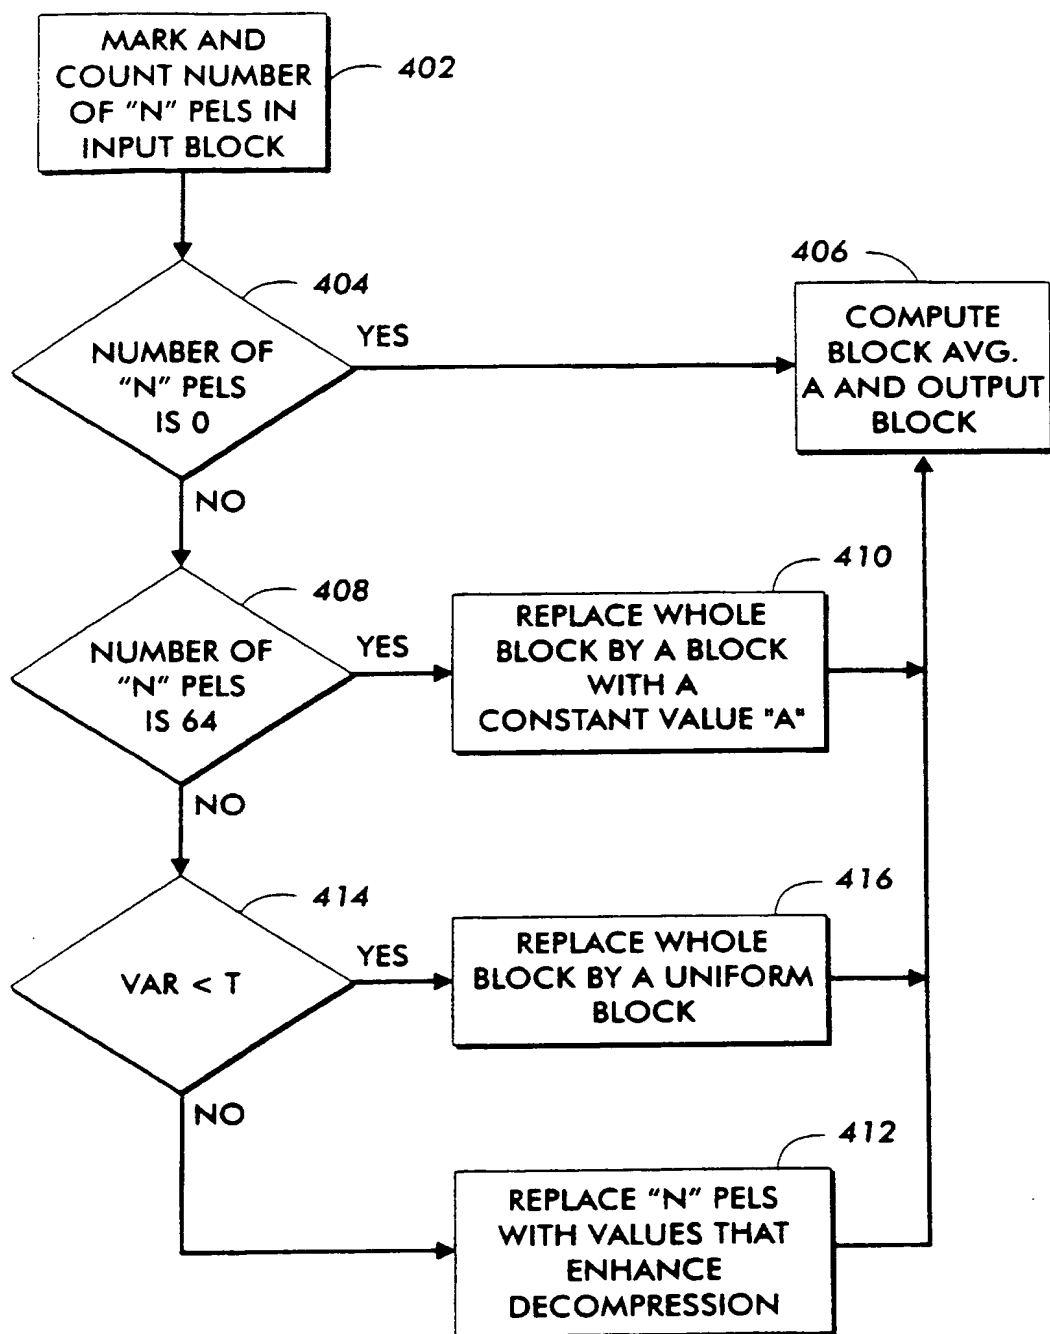 MARK AND
COUNT NUMBER
OF "N" PELS IN
INPUT BLOCK
402
404
NUMBER OF
"N" PELS
IS 0
YES
NO
406
COMPUTE
BLOCK AVG.
A AND OUTPUT
BLOCK
408
NUMBER OF
"N" PELS
IS 64
YES
NO
410
REPLACE WHOLE
BLOCK BY A BLOCK
WITH A
CONSTANT VALUE "A"
414
VAR < T
YES
NO
416
REPLACE WHOLE
BLOCK BY A UNIFORM
BLOCK
412
REPLACE "N" PELS
WITH VALUES THAT
ENHANCE
DECOMPRESSION